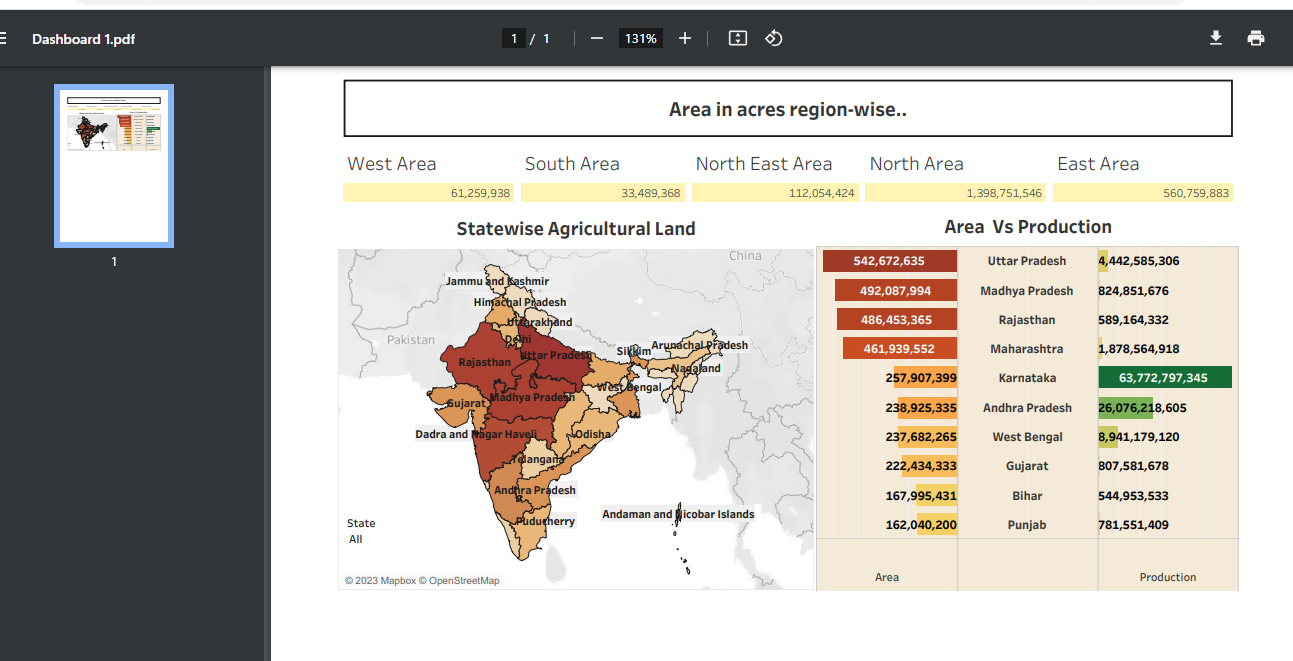 Dashboard 1.pdf
1 / 1
131%
1
Area in acres region-wise..
West Area South Area North East Area North Area East Area
61,259,938 33,489,368 112,054,424 1,398,751,546 560,759,883
Statewise Agricultural Land
China
Jammu and Kashmir
Himachal Pradesh
Uttarakhand
Pakistan
Delhi
Arunachal Pradesh
Sikkim
Uttar Pradesh
Rajasthan
Nagaland
West Bengal
Madhya Pradesh
Gujarat
Dadra and Nagar Haveli
Odisha
Telangana
Andhra Pradesh
Andaman and Nicobar Islands
Puducherry
State
All
© 2023 Mapbox © OpenStreetMap
Area Vs Production
542,672,635 Uttar Pradesh 4,442,585,306
492,087,994 Madhya Pradesh 824,851,676
486,453,365 Rajasthan 589,164,332
461,939,552 Maharashtra 1,878,564,918
257,907,399 Karnataka 63,772,797,345
238,925,335 Andhra Pradesh 26,076,218,605
237,682,265 West Bengal 8,941,179,120
222,434,333 Gujarat 807,581,678
167,995,431 Bihar 544,953,533
162,040,200 Punjab 781,551,409
Area Production